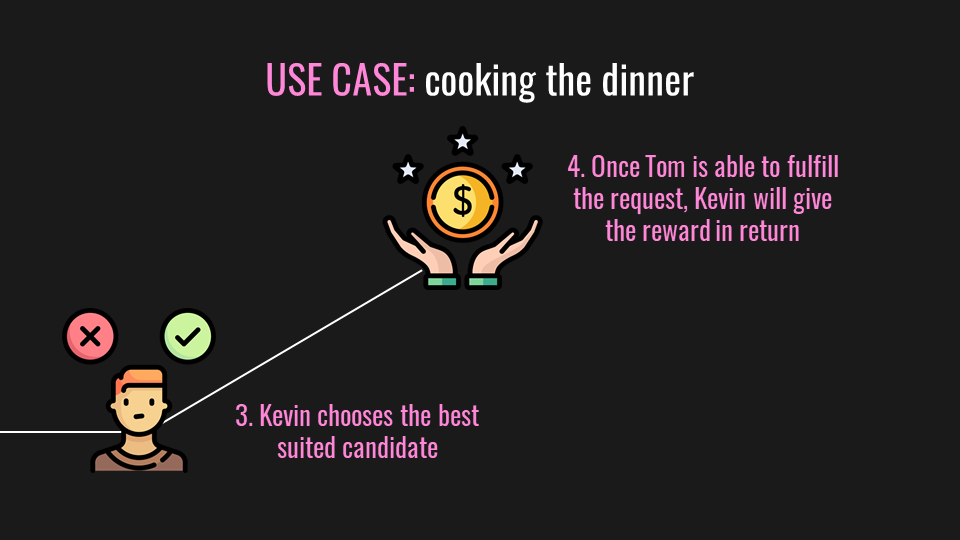 USE CASE: cooking the dinner
$
4. Once Tom is able to fulfill
the request, Kevin will give
the reward in return
3. Kevin chooses the best
suited candidate